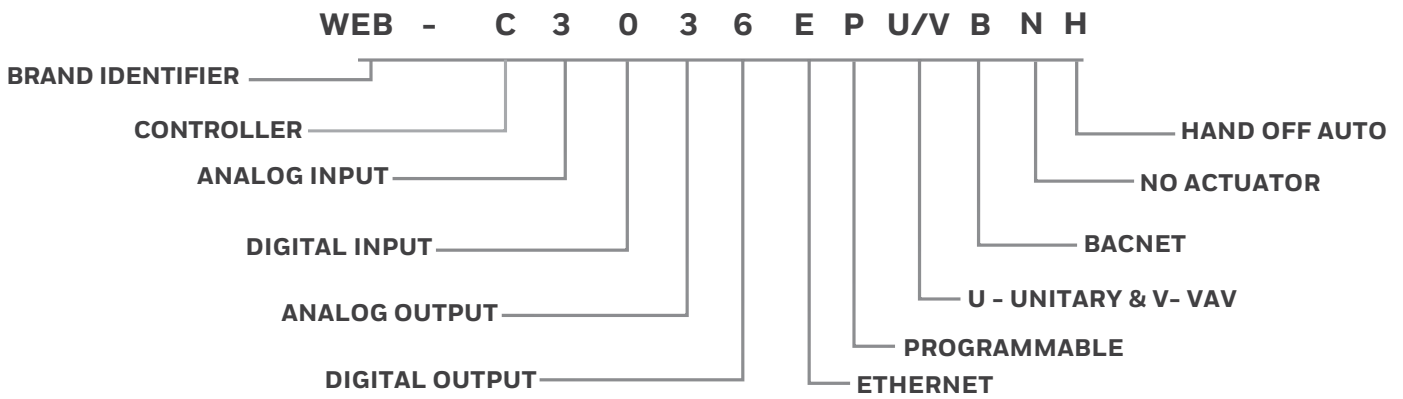 WEB - C 3 0 3 6 E P U/V B N H
BRAND IDENTIFIER
CONTROLLER
HAND OFF AUTO
ANALOG INPUT
NO ACTUATOR
DIGITAL INPUT
BACNET
U - UNITARY & V- VAV
ANALOG OUTPUT
PROGRAMMABLE
DIGITAL OUTPUT
ETHERNET